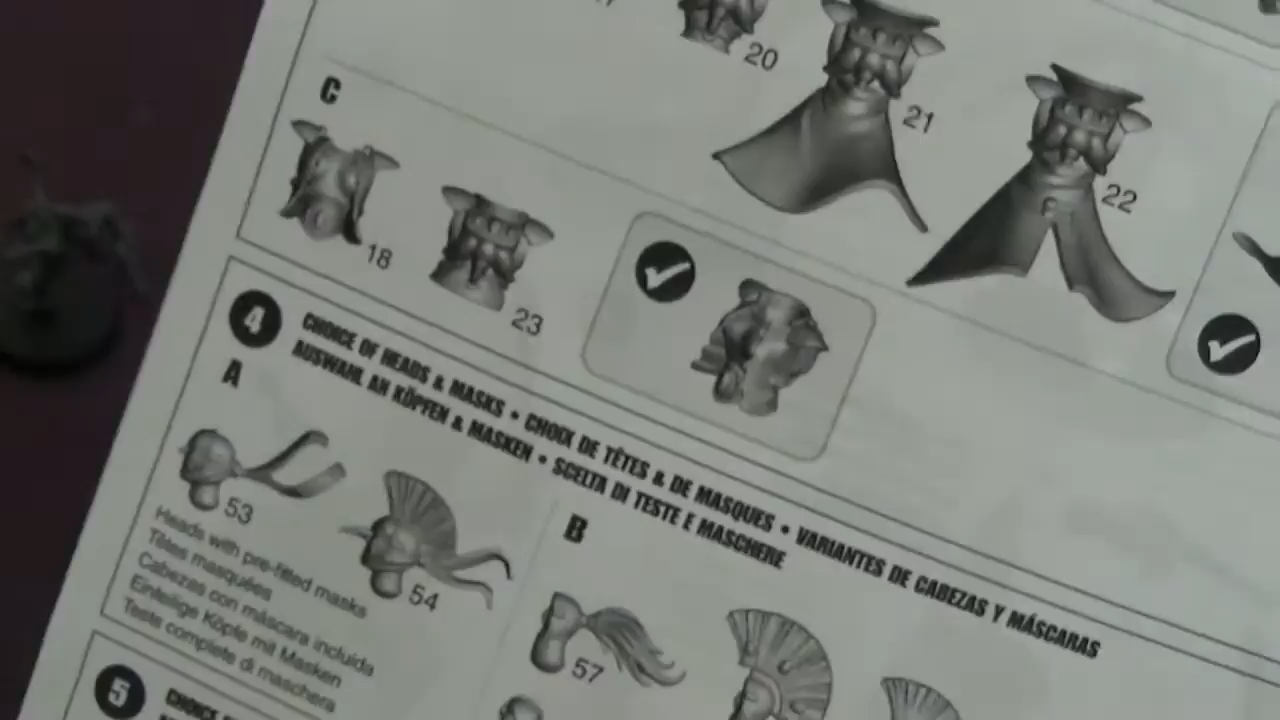 20
21
22
C
18
23
4 CHOICE OF HEADS & MASKS • CHOIX DE TÊTES & DE MASQUES • VARIANTES DE CABEZAS Y MÁSCARAS
AUSWAHL AN KÖPFEN & MASKEN • SCELTA DI TESTE E MASCHERE
A
53
54
Heads with pre-fitted masks
Têtes masquées
Cabezas con máscara incluida
Einteilige Köpfe mit Masken
Teste complete di maschera
B
57
5 CHOICE